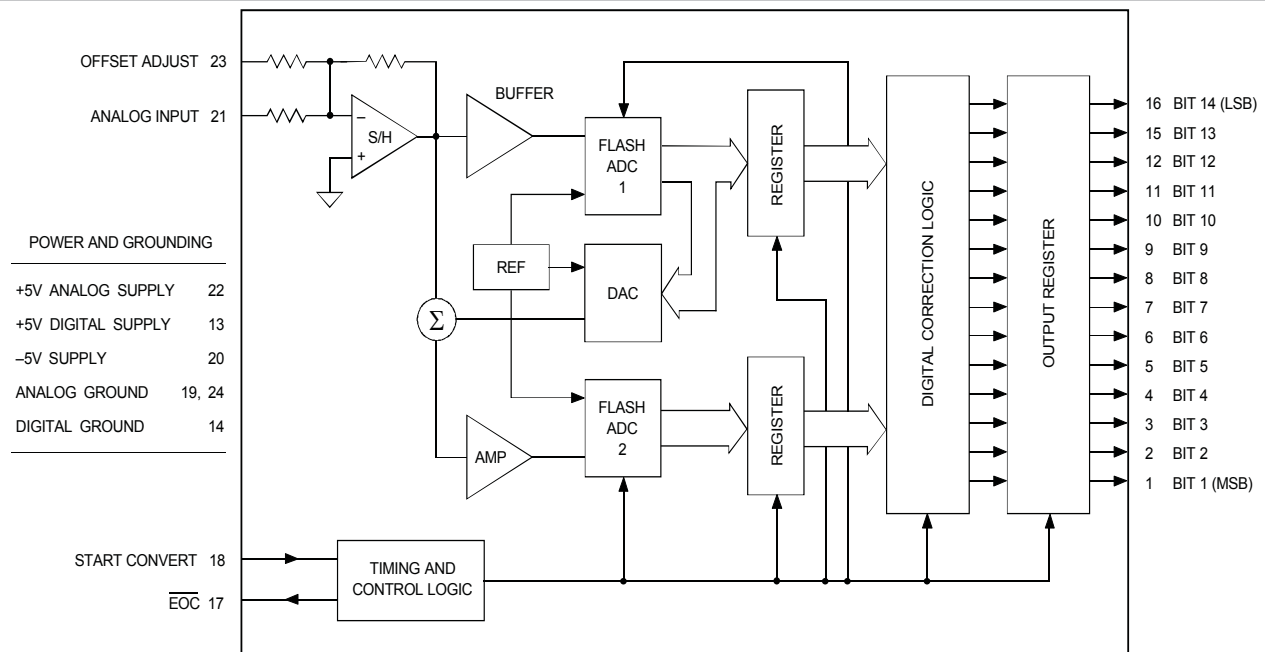 OFFSET ADJUST 23
ANALOG INPUT 21
–
S/H
+
BUFFER
FLASH
ADC
1
REF
DAC
Σ
AMP
FLASH
ADC
2
REGISTER
REGISTER
DIGITAL CORRECTION LOGIC
OUTPUT REGISTER
16 BIT 14 (LSB)
15 BIT 13
12 BIT 12
11 BIT 11
10 BIT 10
9 BIT 9
8 BIT 8
7 BIT 7
6 BIT 6
5 BIT 5
4 BIT 4
3 BIT 3
2 BIT 2
1 BIT 1 (MSB)
POWER AND GROUNDING
+5V ANALOG SUPPLY 22
+5V DIGITAL SUPPLY 13
–5V SUPPLY 20
ANALOG GROUND 19, 24
DIGITAL GROUND 14
START CONVERT 18
EOC 17
TIMING AND
CONTROL LOGIC